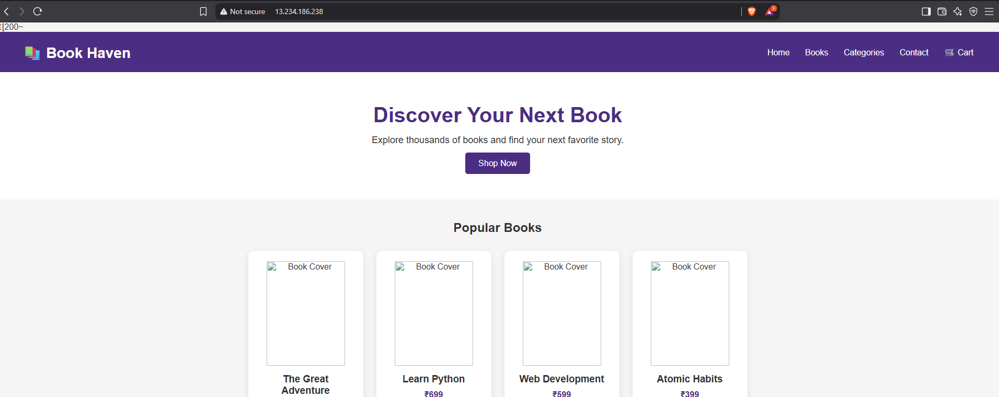 Not secure 13.234.186.238
1
[200~
Book Haven
Home Books Categories Contact Cart
Discover Your Next Book
Explore thousands of books and find your next favorite story.
Shop Now
Popular Books
Book Cover Book Cover Book Cover Book Cover
The Great Adventure
Learn Python
₹699
Web Development
₹599
Atomic Habits
₹399